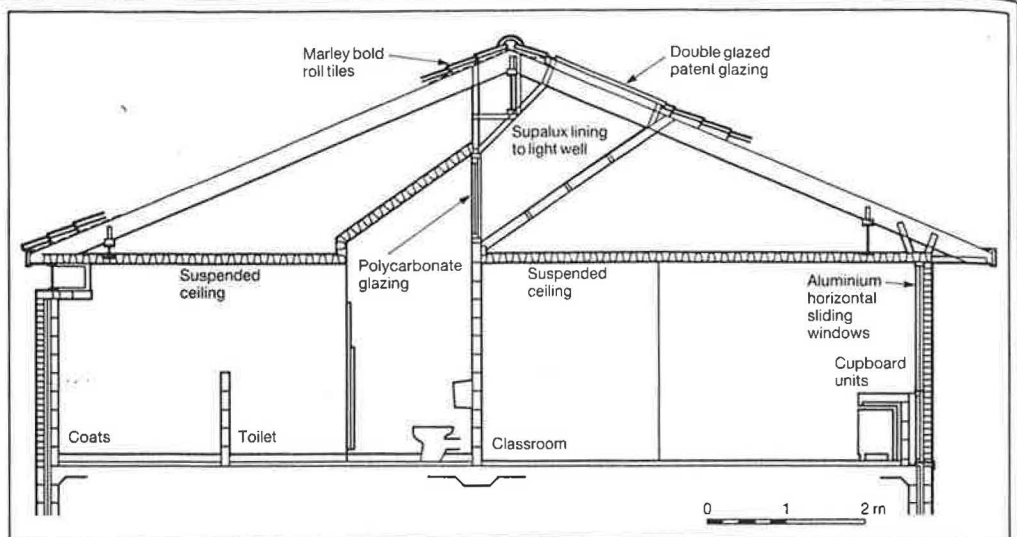 Marley bold
roll tiles
Double glazed
patent glazing
Supalux lining
to light well
Polycarbonate
glazing
Suspended
ceiling
Suspended
ceiling
Aluminium
horizontal
sliding
windows
Cupboard
units
Coats
Toilet
Classroom
0 1 2 m